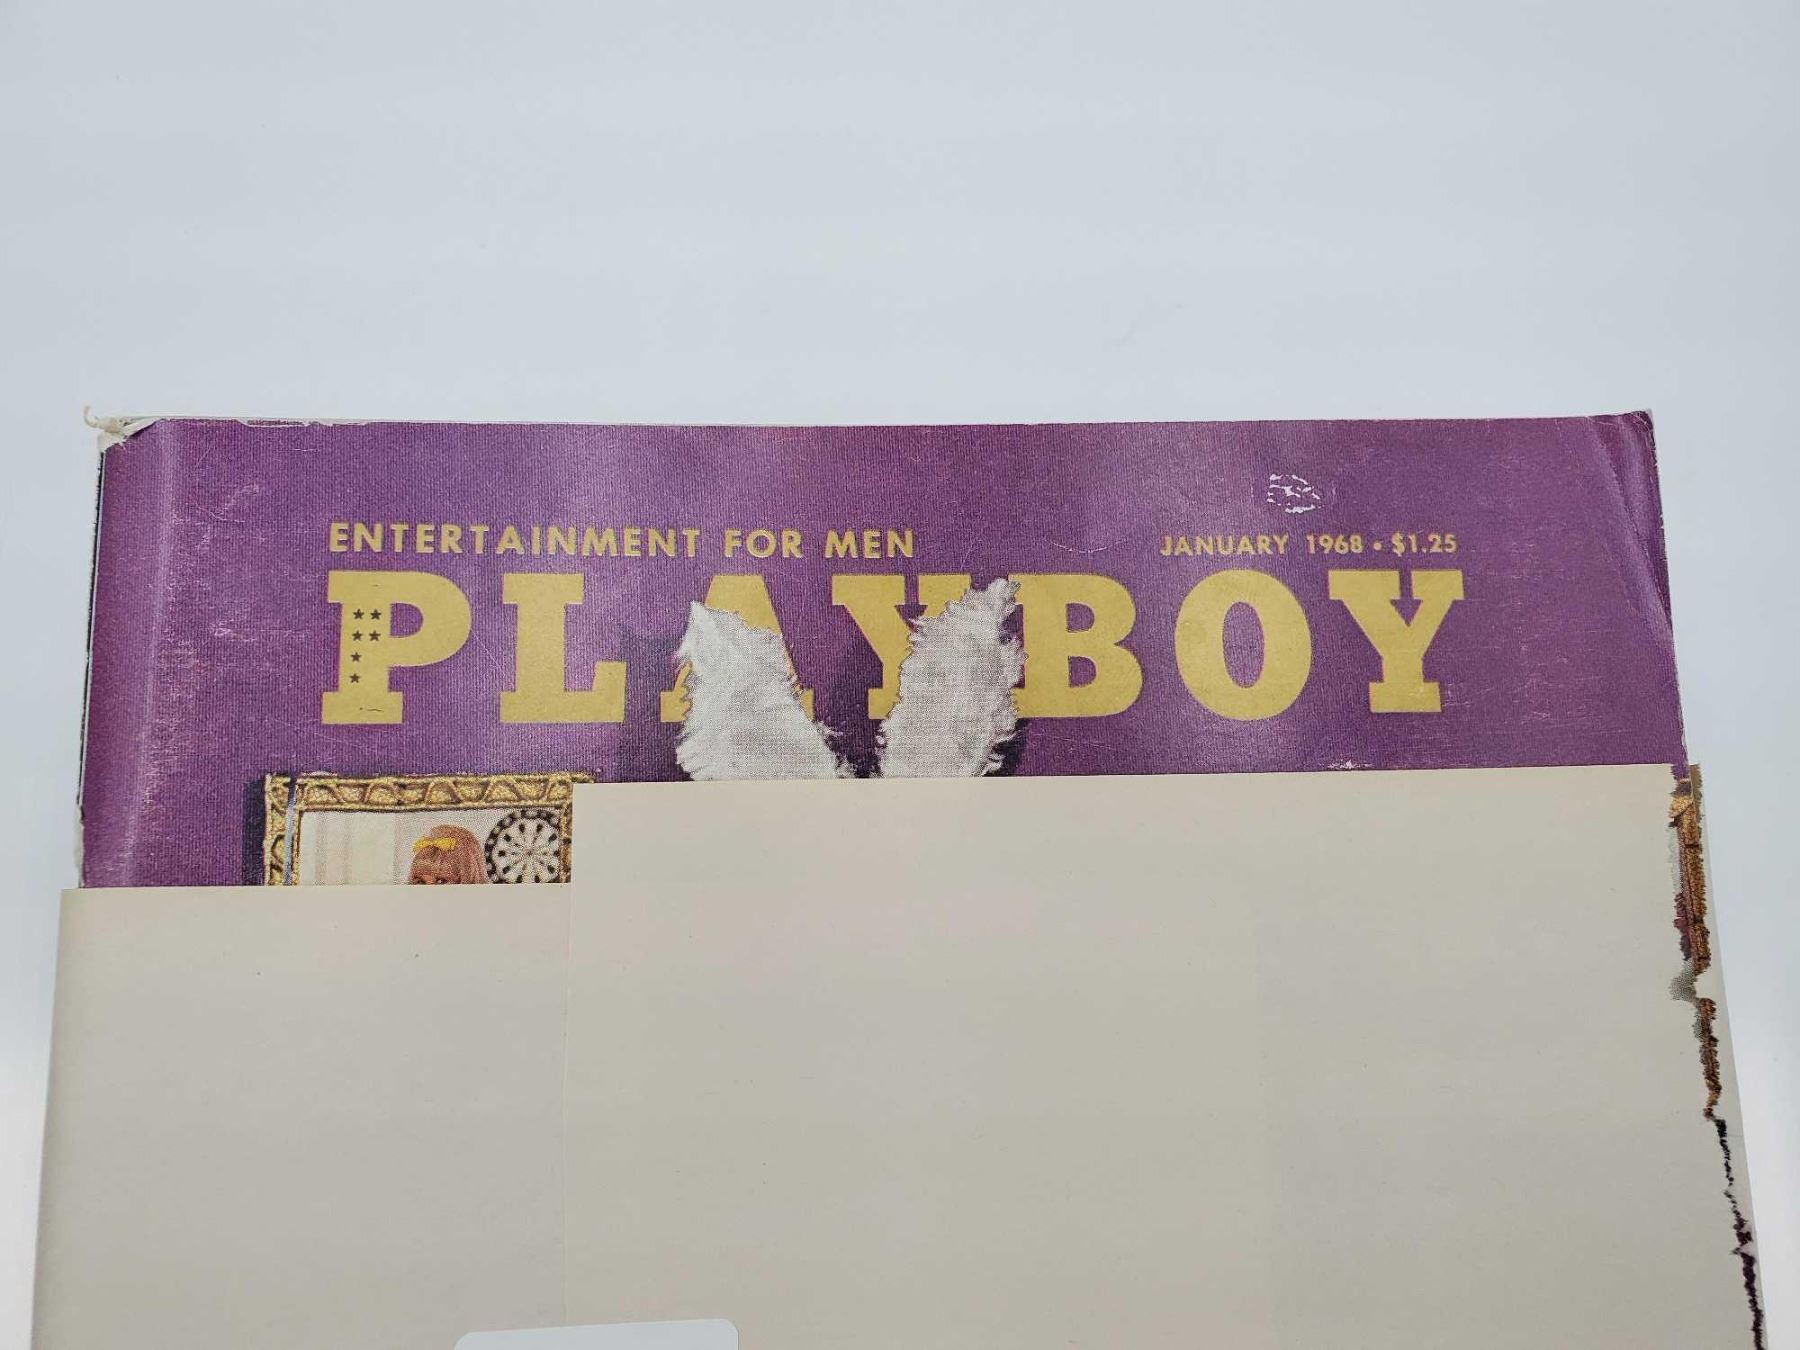 ENTERTAINMENT FOR MEN
JANUARY 1968 • $1.25
PLAYBOY